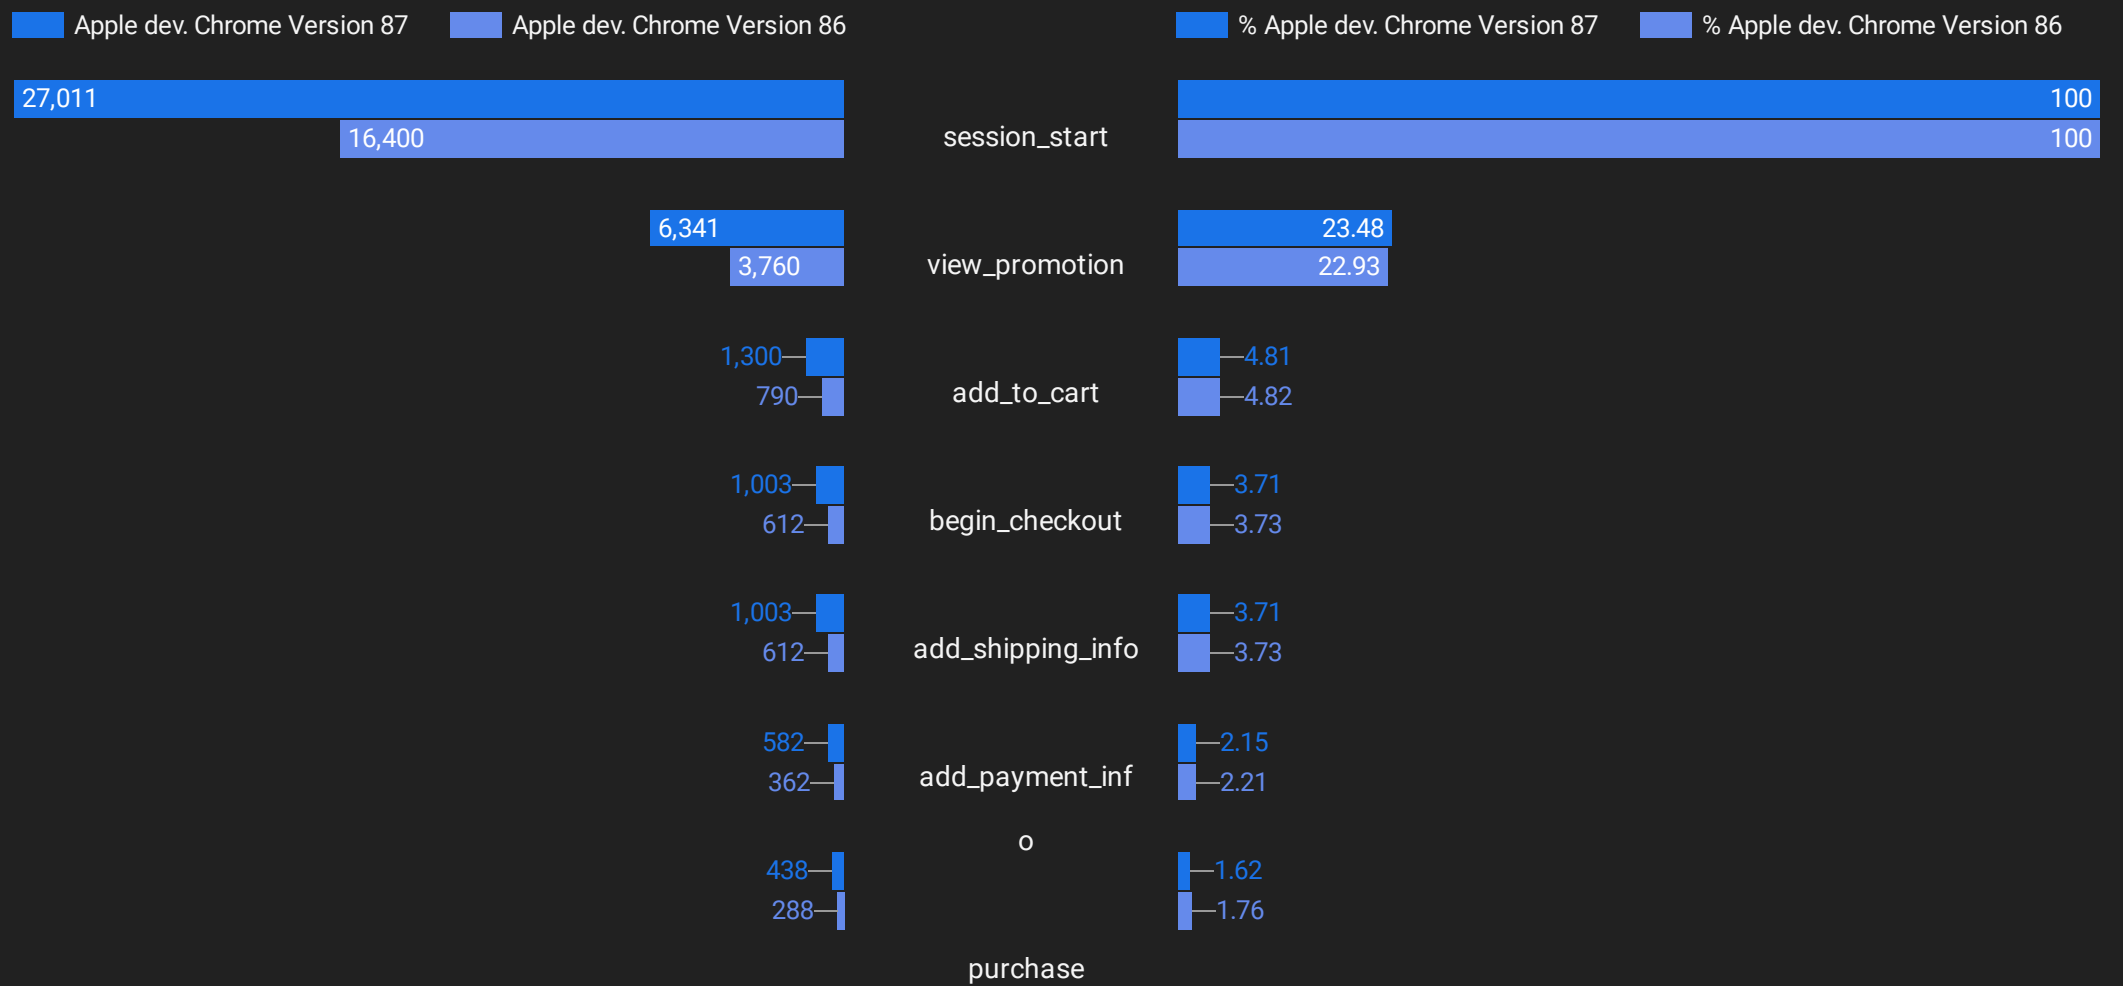 Apple dev. Chrome Version 87
Apple dev. Chrome Version 86
% Apple dev. Chrome Version 87
% Apple dev. Chrome Version 86
27,011
16,400
session_start
100
100
6,341
3,760
view_promotion
23.48
22.93
1,300
790
add_to_cart
4.81
4.82
1,003
612
begin_checkout
3.71
3.73
1,003
612
add_shipping_info
3.71
3.73
582
362
add_payment_inf
o
2.15
2.21
438
288
1.62
1.76
purchase